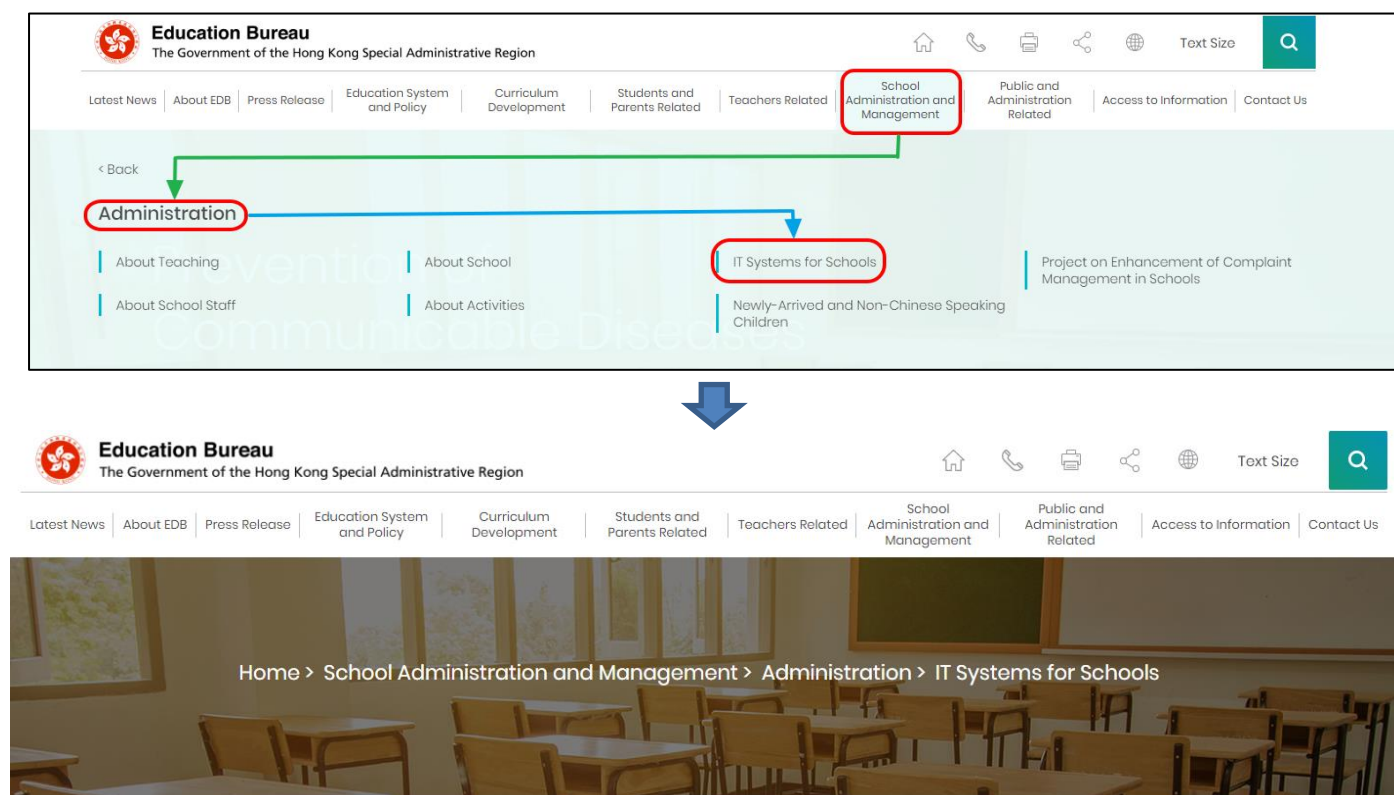 Education Bureau
The Government of the Hong Kong Special Administrative Region
Text Size
Latest News
About EDB
Press Release
Education System
and Policy
Curriculum
Development
Students and
Parents Related
Teachers Related
School
Administration and
Management
Public and
Administration
Related
Access to Information
Contact Us
< Back
Administration
Prevention of
Communicable Diseases
About Teaching
About School
IT Systems for Schools
Project on Enhancement of Complaint
Management in Schools
About School Staff
About Activities
Newly-Arrived and Non-Chinese Speaking
Children
Education Bureau
The Government of the Hong Kong Special Administrative Region
Text Size
Latest News
About EDB
Press Release
Education System
and Policy
Curriculum
Development
Students and
Parents Related
Teachers Related
School
Administration and
Management
Public and
Administration
Related
Access to Information
Contact Us
Home > School Administration and Management > Administration > IT Systems for Schools